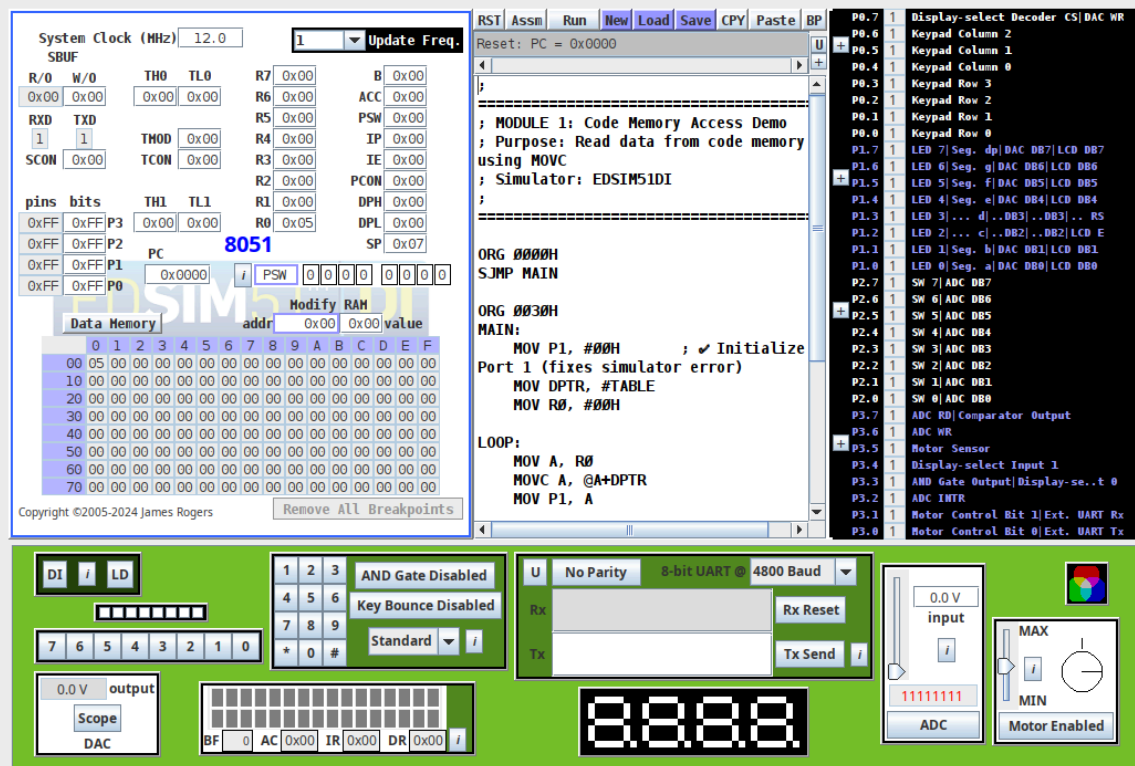 System Clock (MHz) 12.0
1 Update Freq.
SBUF
R/O W/O TH0 TL0 R7 0x00 B 0x00
0x00 0x00 0x00 0x00 R6 0x00 ACC 0x00
RXD TXD R5 0x00 PSW 0x00
1 1 TMOD 0x00 R4 0x00 IP 0x00
SCON 0x00 TCON 0x00 R3 0x00 IE 0x00
R2 0x00 PCON 0x00
pins bits TH1 TL1 R1 0x00 DPH 0x00
0xFF 0xFF P3 0x00 0x00 R0 0x05 DPL 0x00
0xFF 0xFF P2 8051 SP 0x07
0xFF 0xFF P1 PC
0xFF 0xFF P0 0x0000 i PSW 0 0 0 0 0 0 0 0
EDSIM51DI
Modify RAM
Data Memory addr 0x00 0x00 value
0 1 2 3 4 5 6 7 8 9 A B C D E F
00 05 00 00 00 00 00 00 00 00 00 00 00 00 00 00 00
10 00 00 00 00 00 00 00 00 00 00 00 00 00 00 00 00
20 00 00 00 00 00 00 00 00 00 00 00 00 00 00 00 00
30 00 00 00 00 00 00 00 00 00 00 00 00 00 00 00 00
40 00 00 00 00 00 00 00 00 00 00 00 00 00 00 00 00
50 00 00 00 00 00 00 00 00 00 00 00 00 00 00 00 00
60 00 00 00 00 00 00 00 00 00 00 00 00 00 00 00 00
70 00 00 00 00 00 00 00 00 00 00 00 00 00 00 00 00
Copyright ©2005-2024 James Rogers Remove All Breakpoints
RST Assm Run New Load Save CPY Paste BP
Reset: PC = 0x0000 U
+
;
=====================================
; MODULE 1: Code Memory Access Demo
; Purpose: Read data from code memory
using MOVC
; Simulator: EDSIM51DI
;
=====================================
ORG 0000H
SJMP MAIN
ORG 0030H
MAIN:
MOV P1, #00H ; ✔ Initialize
Port 1 (fixes simulator error)
MOV DPTR, #TABLE
MOV R0, #00H
LOOP:
MOV A, R0
MOVC A, @A+DPTR
MOV P1, A
P0.7 1 Display-select Decoder CS|DAC WR
P0.6 1 Keypad Column 2
+ P0.5 1 Keypad Column 1
P0.4 1 Keypad Column 0
P0.3 1 Keypad Row 3
P0.2 1 Keypad Row 2
P0.1 1 Keypad Row 1
P0.0 1 Keypad Row 0
P1.7 1 LED 7|Seg. dp|DAC DB7|LCD DB7
P1.6 1 LED 6|Seg. g|DAC DB6|LCD DB6
+ P1.5 1 LED 5|Seg. f|DAC DB5|LCD DB5
P1.4 1 LED 4|Seg. e|DAC DB4|LCD DB4
P1.3 1 LED 3|... d|..DB3|..DB3|.. RS
P1.2 1 LED 2|... c|..DB2|..DB2|LCD E
P1.1 1 LED 1|Seg. b|DAC DB1|LCD DB1
P1.0 1 LED 0|Seg. a|DAC DB0|LCD DB0
P2.7 1 SW 7|ADC DB7
P2.6 1 SW 6|ADC DB6
+ P2.5 1 SW 5|ADC DB5
P2.4 1 SW 4|ADC DB4
P2.3 1 SW 3|ADC DB3
P2.2 1 SW 2|ADC DB2
P2.1 1 SW 1|ADC DB1
P2.0 1 SW 0|ADC DB0
P3.7 1 ADC RD|Comparator Output
P3.6 1 ADC WR
+ P3.5 1 Motor Sensor
P3.4 1 Display-select Input 1
P3.3 1 AND Gate Output|Display-se..t 0
P3.2 1 ADC INTR
P3.1 1 Motor Control Bit 1|Ext. UART Rx
P3.0 1 Motor Control Bit 0|Ext. UART Tx
DI i LD
7 6 5 4 3 2 1 0
0.0 V output
Scope
DAC
1 2 3
4 5 6
7 8 9
* 0 #
AND Gate Disabled
Key Bounce Disabled
Standard i
BF 0 AC 0x00 IR 0x00 DR 0x00 i
U No Parity 8-bit UART @ 4800 Baud
Rx Rx Reset
Tx Tx Send i
8.8.8.8.
0.0 V
input
i
11111111
ADC
MAX
i
MIN
Motor Enabled